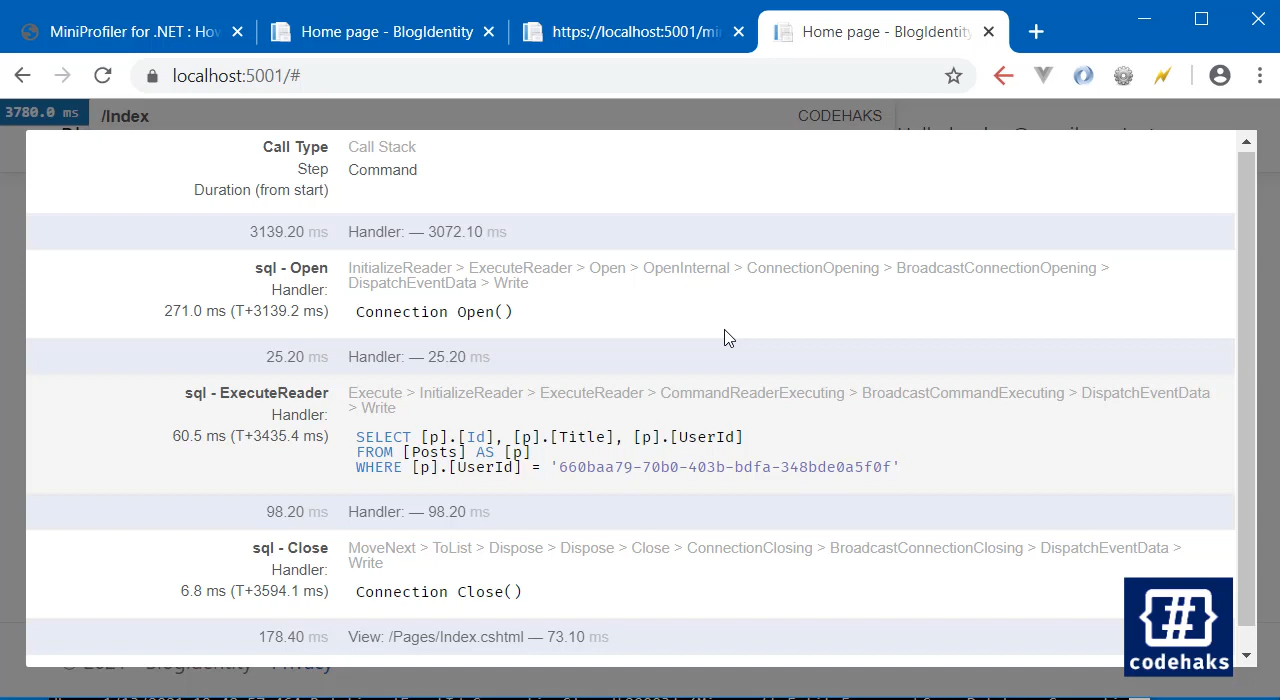 MiniProfiler for .NET : Hov
Home page - BlogIdentity
https://localhost:5001/mi
Home page - BlogIdentity
localhost:5001/#
3780.0 ms
/Index
CODEHAKS
Call Type Call Stack
Step Command
Duration (from start)
3139.20 ms Handler: — 3072.10 ms
sql - Open InitializeReader > ExecuteReader > Open > OpenInternal > ConnectionOpening > BroadcastConnectionOpening >
DispatchEventData > Write
Handler:
271.0 ms (T+3139.2 ms) Connection Open()
25.20 ms Handler: — 25.20 ms
sql - ExecuteReader Execute > InitializeReader > ExecuteReader > CommandReaderExecuting > BroadcastCommandExecuting > DispatchEventData
> Write
Handler:
60.5 ms (T+3435.4 ms) SELECT [p].[Id], [p].[Title], [p].[UserId]
FROM [Posts] AS [p]
WHERE [p].[UserId] = '660baa79-70b0-403b-bdfa-348bde0a5f0f'
98.20 ms Handler: — 98.20 ms
sql - Close MoveNext > ToList > Dispose > Dispose > Close > ConnectionClosing > BroadcastConnectionClosing > DispatchEventData >
Write
Handler:
6.8 ms (T+3594.1 ms) Connection Close()
178.40 ms View: /Pages/Index.cshtml — 73.10 ms
{#}
codehaks